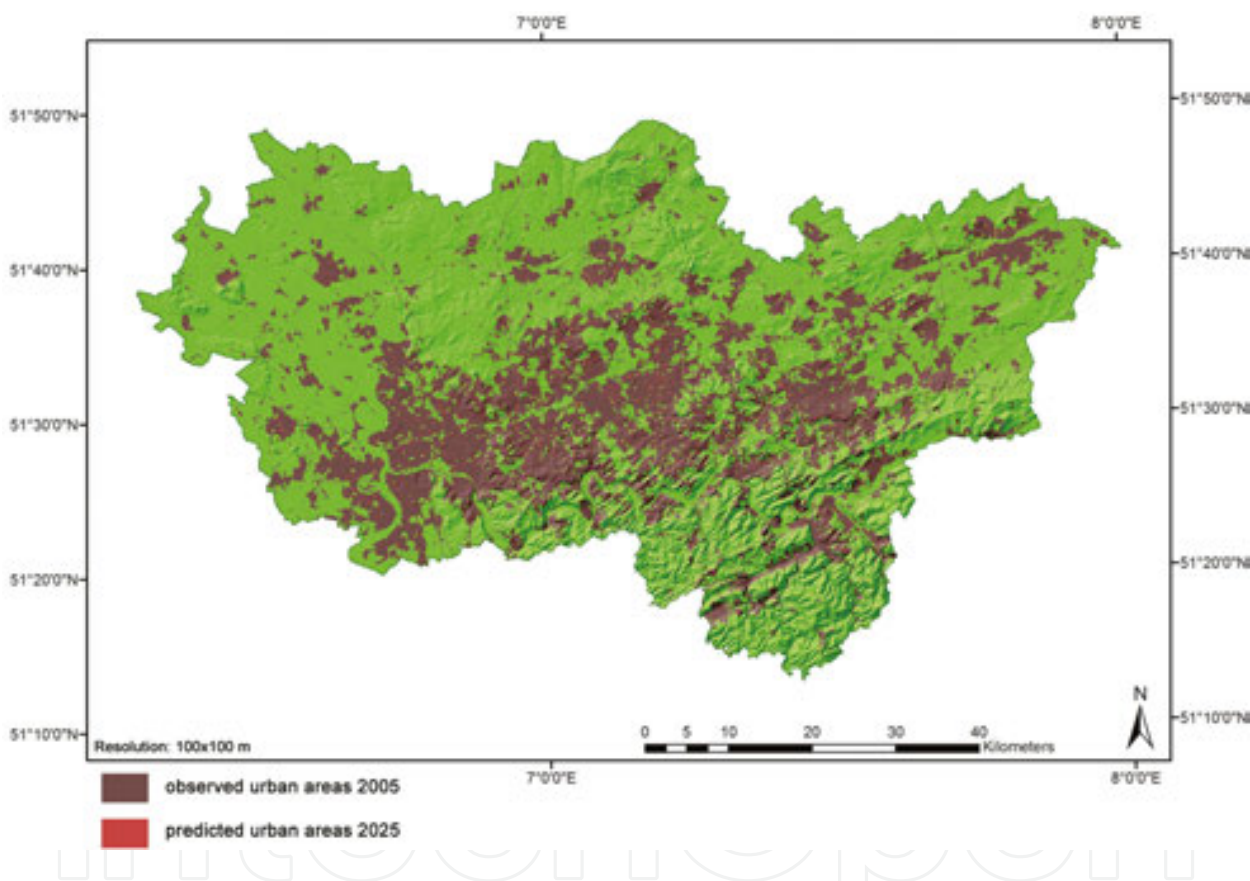 7°0'0"E 8°0'0"E
51°50'0"N 51°50'0"N
51°40'0"N 51°40'0"N
51°30'0"N 51°30'0"N
51°20'0"N 51°20'0"N
N
51°10'0"N 51°10'0"N
0 5 10 20 30 40
Resolution: 100x100 m Kilometers
7°0'0"E 8°0'0"E
observed urban areas 2005
predicted urban areas 2025